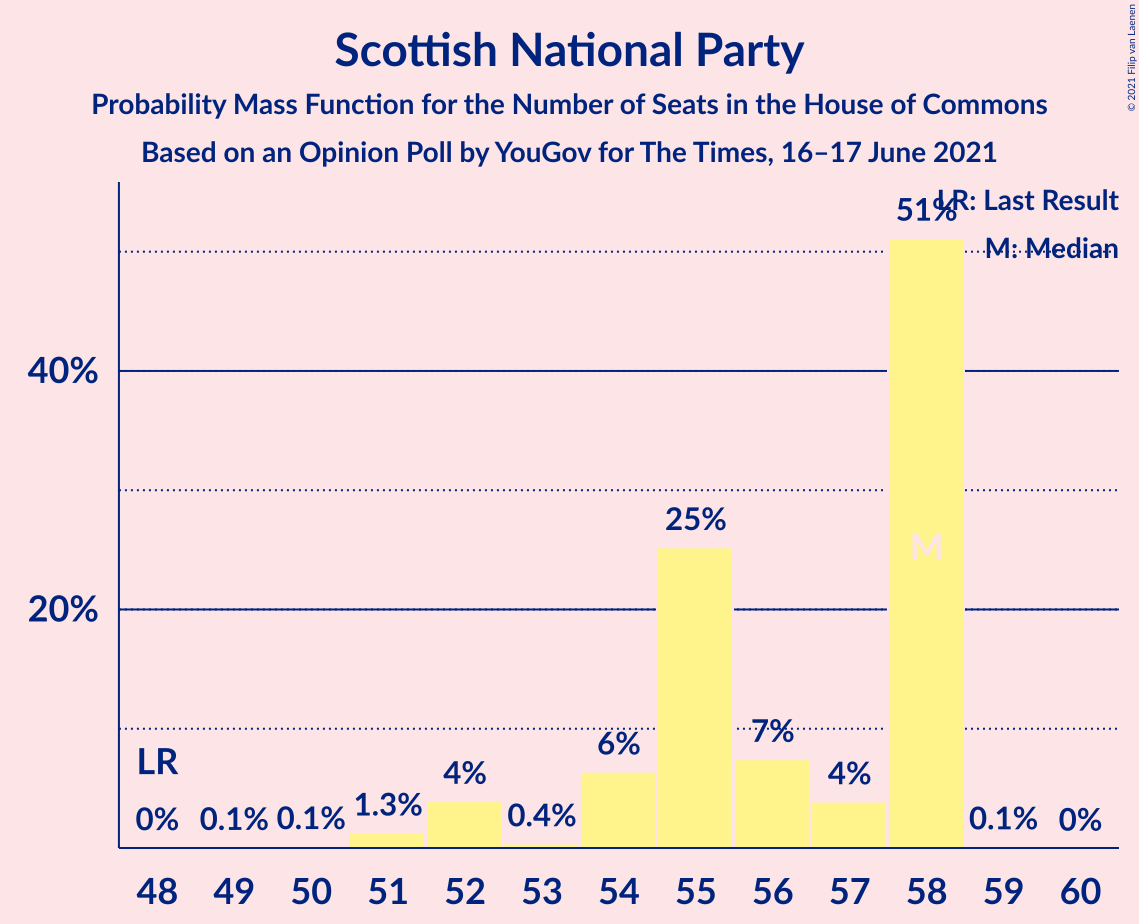 © 2021 Filip van Laenen
Scottish National Party
Probability Mass Function for the Number of Seats in the House of Commons
Based on an Opinion Poll by YouGov for The Times, 16–17 June 2021
LR: Last Result
M: Median
40%
20%
LR
0%
0.1%
0.1%
1.3%
4%
0.4%
6%
25%
7%
4%
51%
M
0.1%
0%
48 49 50 51 52 53 54 55 56 57 58 59 60